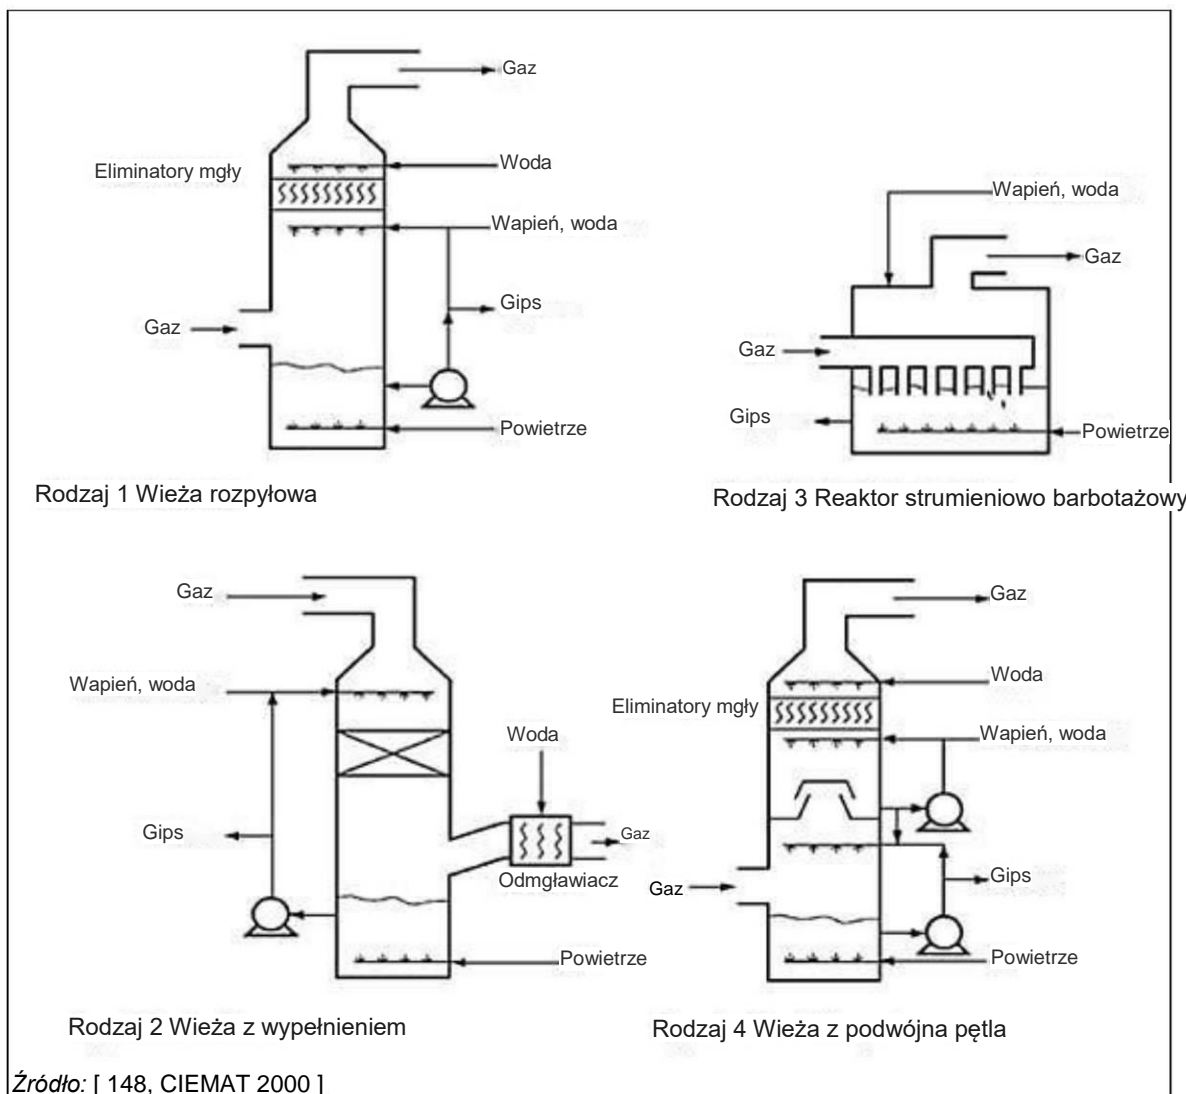 Gaz
Woda
Eliminatory mgły
Wapień, woda
Gips
Gaz
Powietrze
Rodzaj 1 Wieża rozpyłowa
Wapień, woda
Gaz
Gaz
Gips
Powietrze
Rodzaj 3 Reaktor strumieniowo barbotażowy
Gaz
Wapień, woda
Woda
Gips
Gaz
Odmgławiacz
Powietrze
Rodzaj 2 Wieża z wypełnieniem
Gaz
Woda
Eliminatory mgły
Wapień, woda
Gaz
Gips
Powietrze
Rodzaj 4 Wieża z podwójna pętla
Źródło: [ 148, CIEMAT 2000 ]